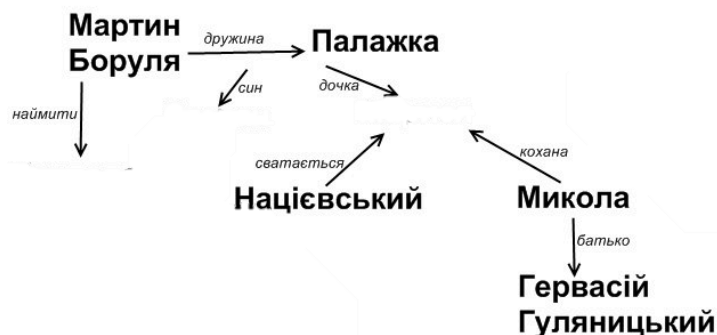 Мартин
Боруля
дружина
Палажка
син
дочка
наймити
сватається
кохана
Націєвський
Микола
батько
Гервасій
Гуляницький